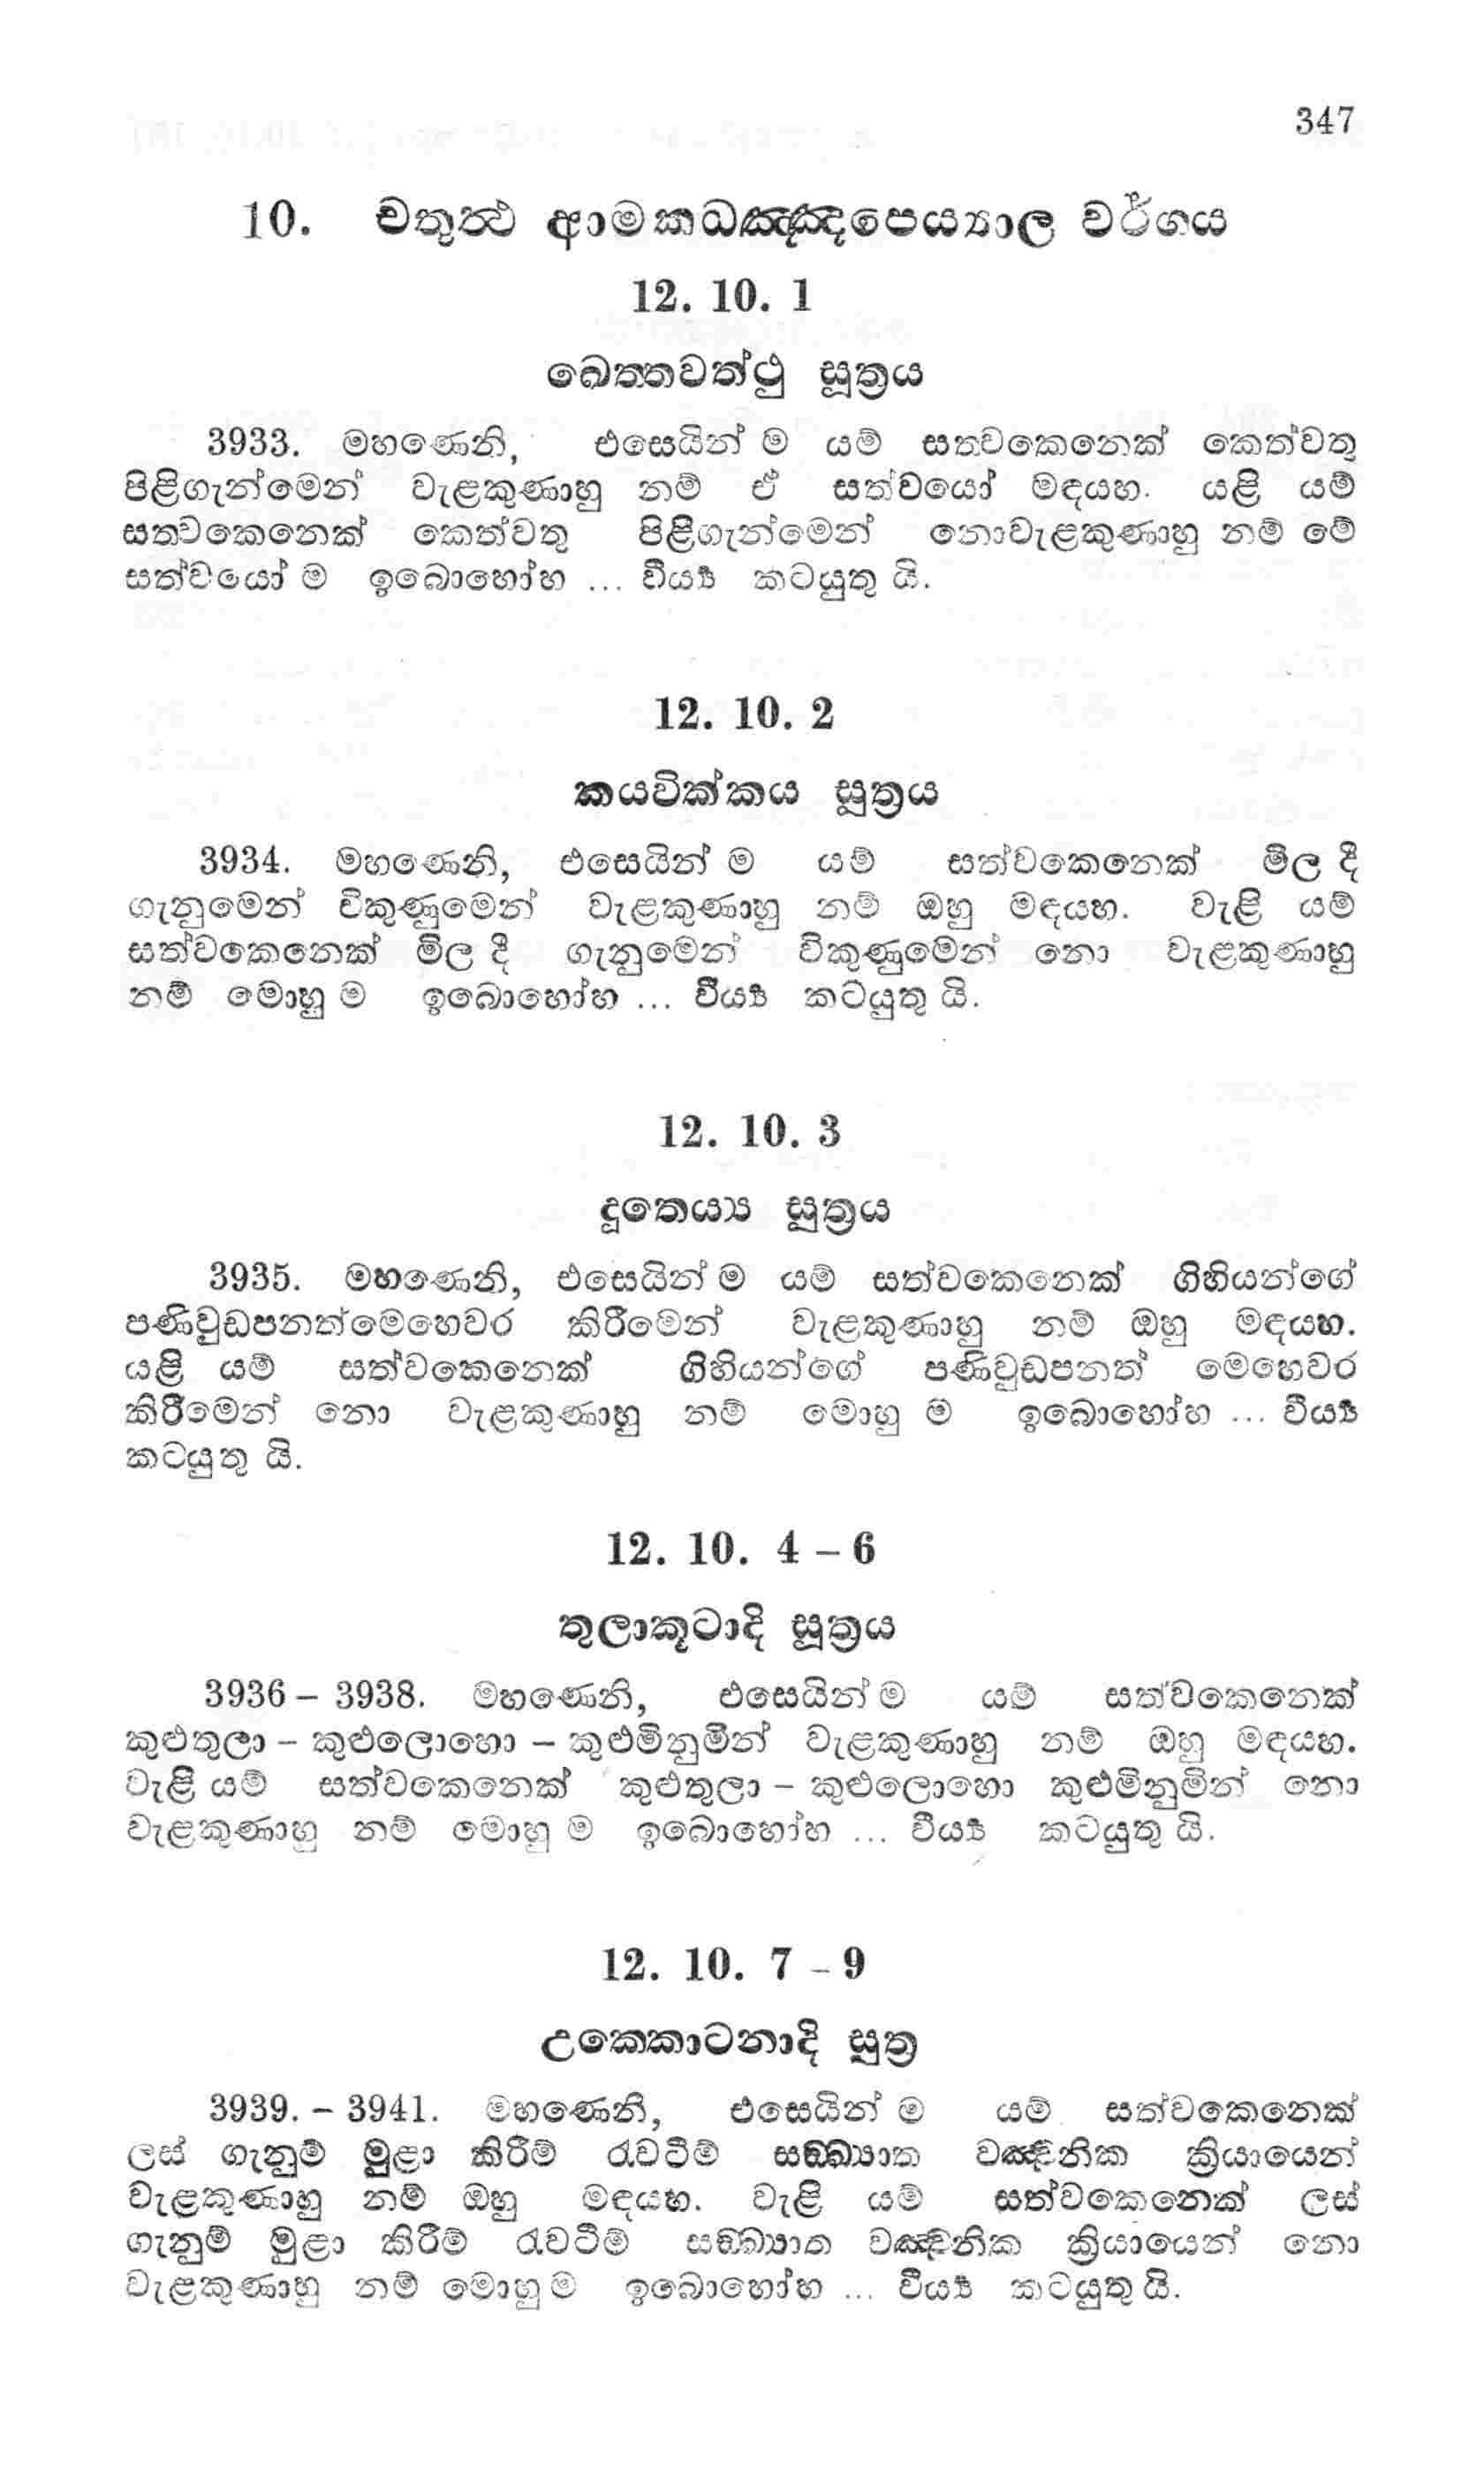 347
10. චතුත්‍ථ ආමකධඤ්ඤපෙය්‍යාල වර්ගය
12. 10. 1
ඛෙත්තවත්ථු සූත්‍රය
3933. මහණෙනි, එසෙයින් ම යම් සත්‍වකෙනෙක් කෙත්වතු
පිළිගැන්මෙන් වැළකුණාහු නම් ඒ සත්වයෝ මඳයහ. යළි යම්
සත්‍වකෙනෙක් කෙත්වතු පිළිගැන්මෙන් නොවැළකුණාහු නම් මේ
සත්වයෝ ම ඉබොහෝහ ... වීර්‍ය්‍ය කටයුතු යි.
12. 10. 2
කයවික්කය සූත්‍රය
3934. මහණෙනි, එසෙයින් ම යම් සත්වකෙනෙක් මිල දී
ගැනුමෙන් විකුණුමෙන් වැළකුණාහු නම් ඔහු මඳයහ. වැළි යම්
සත්වකෙනෙක් මිල දී ගැනුමෙන් විකුණුමෙන් නො වැළකුණාහු
නම් මොහු ම ඉබොහෝහ ... වීර්‍ය්‍ය කටයුතු යි.
12. 10. 3
දූතෙය්‍ය සූත්‍රය
3935. මහණෙනි, එසෙයින් ම යම් සත්වකෙනෙක් ගිහියන්ගේ
පණිවුඩපනත්මෙහෙවර කිරීමෙන් වැළකුණාහු නම් ඔහු මඳයහ.
යළි යම් සත්වකෙනෙක් ගිහියන්ගේ පණිවුඩපනත් මෙහෙවර
කිරීමෙන් නො වැළකුණාහු නම් මොහු ම ඉබොහෝහ ... වීර්‍ය්‍ය
කටයුතු යි.
12. 10. 4 – 6
තුලාකූටාදි සූත්‍රය
3936 – 3938. මහණෙනි, එසෙයින් ම යම් සත්වකෙනෙක්
කුළුතුලා – කුළුලොහො – කුළුමිනුමින් වැළකුණාහු නම් ඔහු මඳයහ.
වැළි යම් සත්වකෙනෙක් කුළුතුලා – කුළුලොහො කුළුමිනුමින් නො
වැළකුණාහු නම් මොහු ම ඉබොහෝහ ... වීර්‍ය්‍ය කටයුතු යි.
12. 10. 7 – 9
උක්‍කොටනාදි සූත්‍ර
3939. – 3941. මහණෙනි, එසෙයින් ම යම් සත්වකෙනෙක්
ලස් ගැනුම් මුළා කිරීම් රැවටීම් සඞ්ඛ්‍යාත වඤ්චනික ක්‍රියායෙන්
වැළකුණාහු නම් ඔහු මඳයහ. වැළි යම් සත්වකෙනෙක් ලස්
ගැනුම් මුළා කිරීම් රැවටීම් සඞ්ඛ්‍යාත වඤ්චනික ක්‍රියායෙන් නො
වැළකුණාහු නම් මොහු ම ඉබොහෝහ ... වීර්‍ය්‍ය කටයුතු යි.